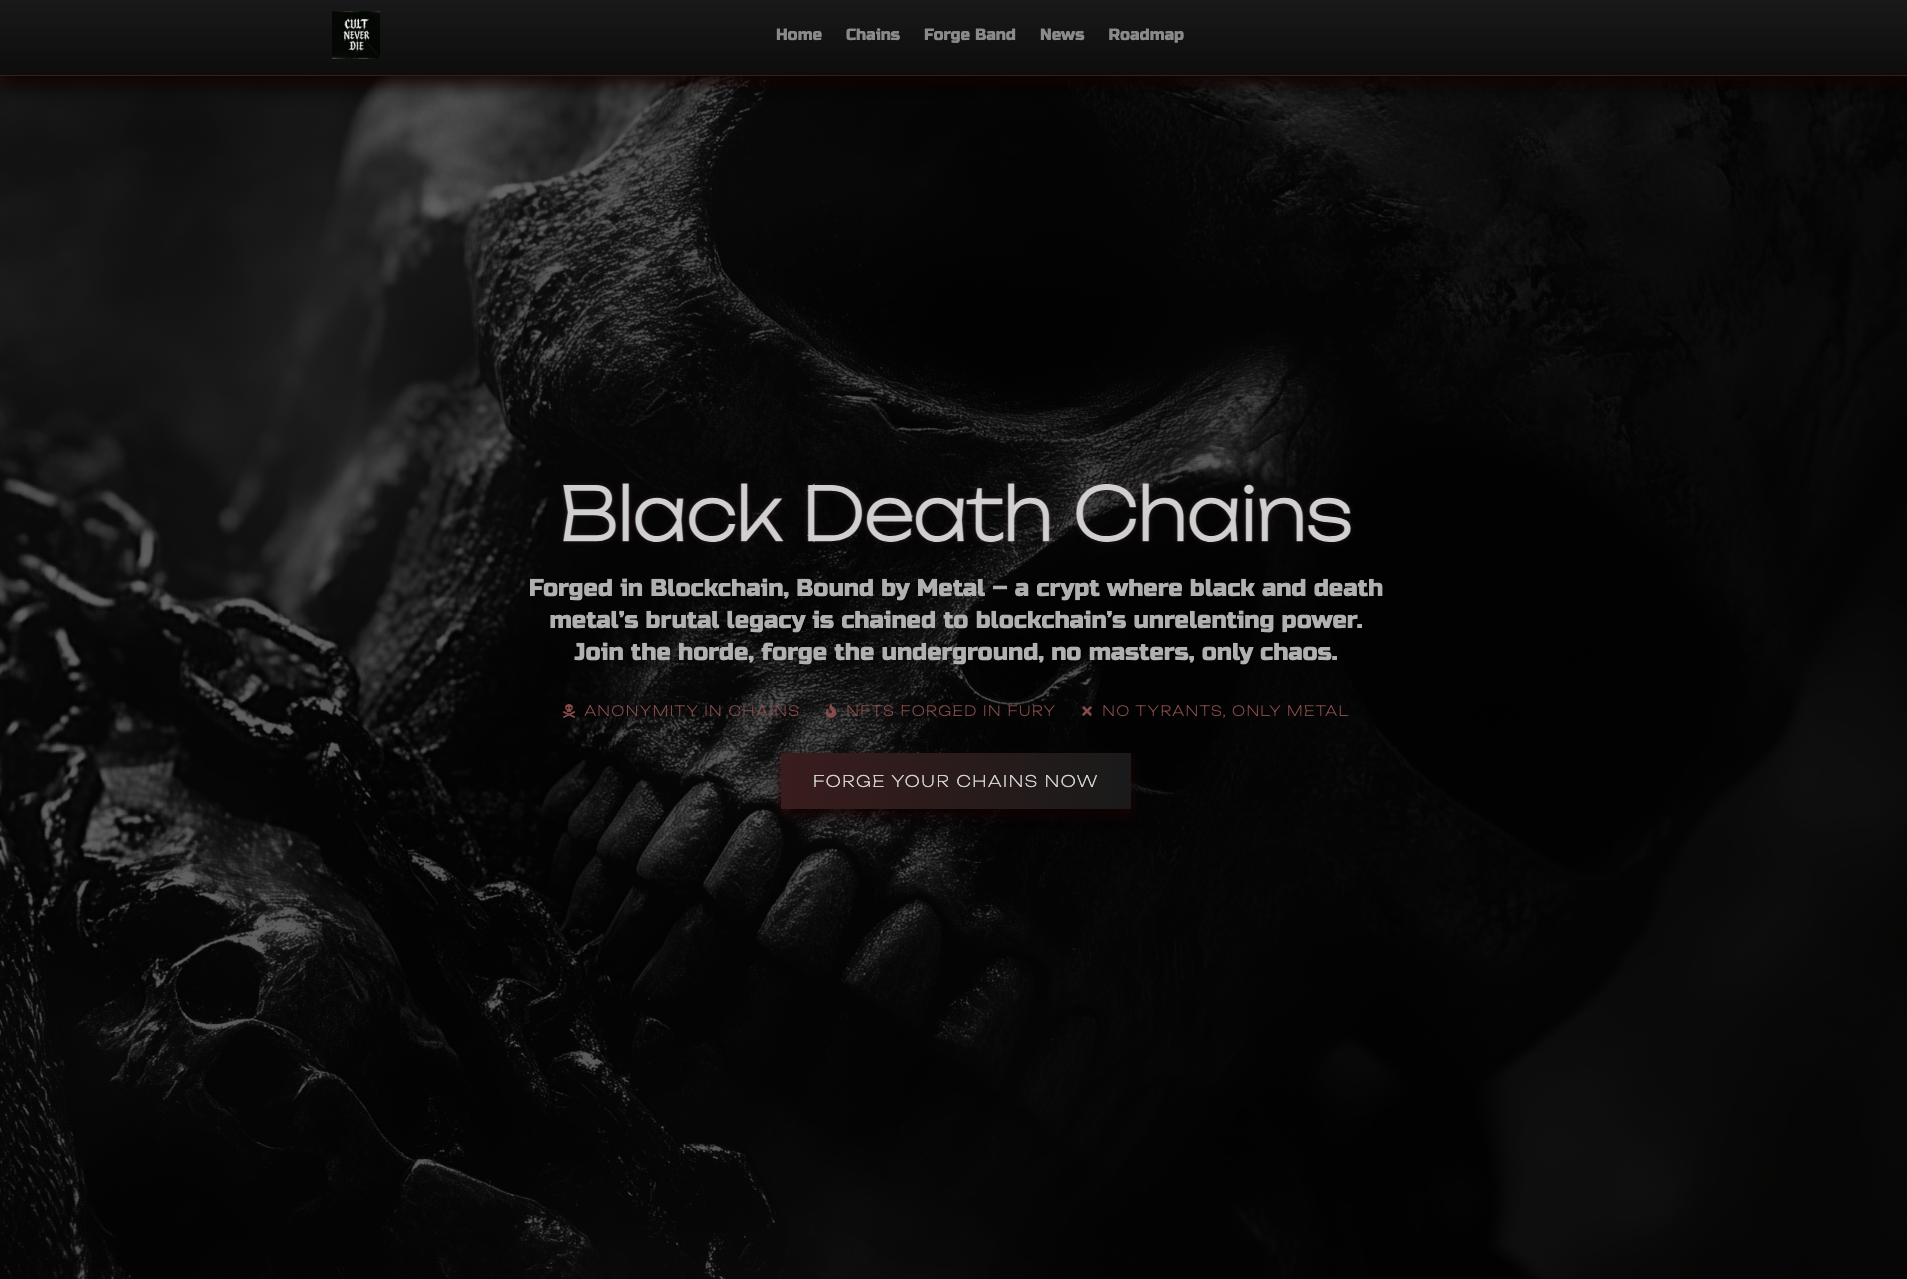 CULT
NEVER
DIE
Home Chains Forge Band News Roadmap
Black Death Chains
Forged in Blockchain, Bound by Metal – a crypt where black and death
metal’s brutal legacy is chained to blockchain’s unrelenting power.
Join the horde, forge the underground, no masters, only chaos.
ANONYMITY IN CHAINS NFTS FORGED IN FURY NO TYRANTS, ONLY METAL
FORGE YOUR CHAINS NOW